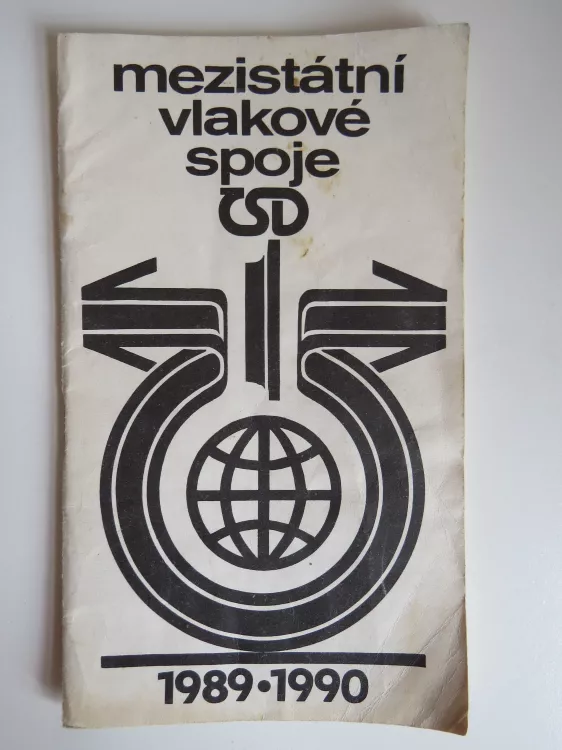 mezistátní
vlakové
spoje
ČSD
1989•1990